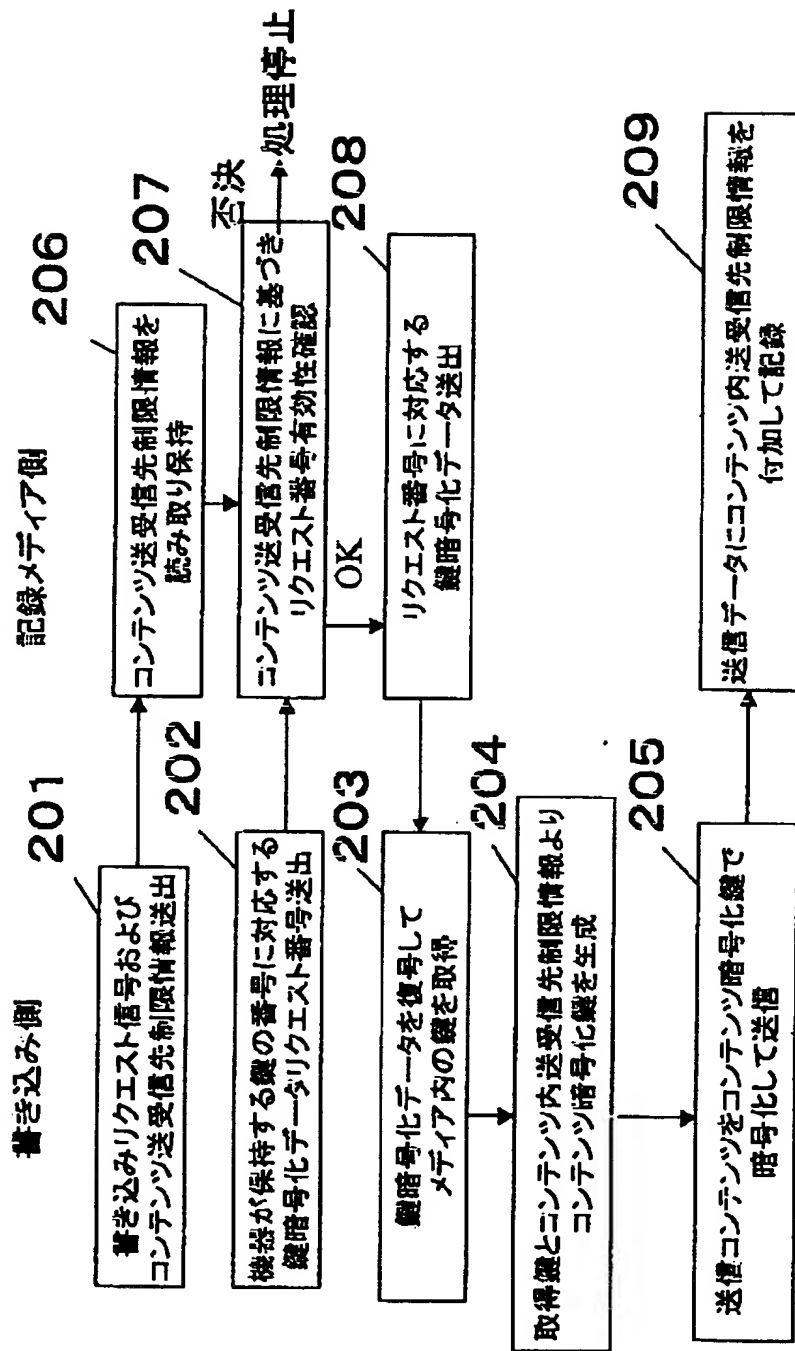 書き込み側
201
書き込みリクエスト信号および
コンテンツ送受信先制限情報送出
202
機器が保持する鍵の番号に対応する
鍵暗号化データリクエスト番号送出
203
鍵暗号化データを復号して
メディア内の鍵を取得
204
取得鍵とコンテンツ内送受信先制限情報より
コンテンツ暗号化鍵を生成
205
送信コンテンツをコンテンツ暗号化鍵で
暗号化して送信
記録メディア側
206
コンテンツ送受信先制限情報を
読み取り保持
207
コンテンツ送受信先制限情報に基づき
リクエスト番号有効性確認
否決
処理停止
OK
208
リクエスト番号に対応する
鍵暗号化データ送出
209
送信データにコンテンツ内送受信先制限情報を
付加して記録